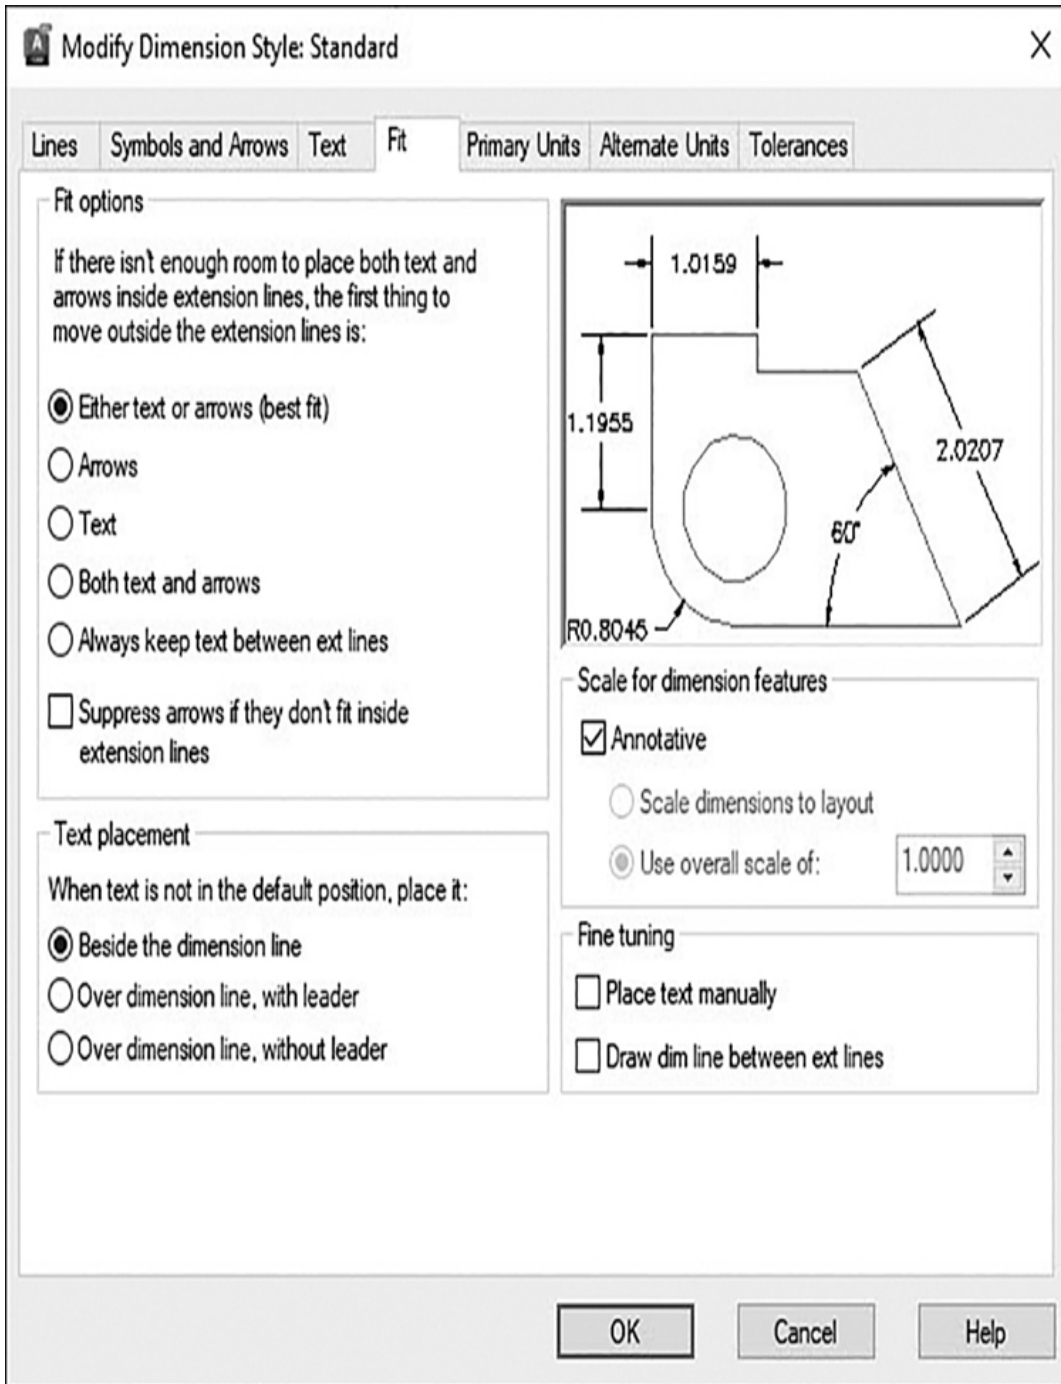 Modify Dimension Style: Standard
X
Lines
Symbols and Arrows
Text
Fit
Primary Units
Alternate Units
Tolerances
Fit options
If there isn't enough room to place both text and
arrows inside extension lines, the first thing to
move outside the extension lines is:
Either text or arrows (best fit)
Arrows
Text
Both text and arrows
Always keep text between ext lines
Suppress arrows if they don't fit inside
extension lines
Text placement
When text is not in the default position, place it:
Beside the dimension line
Over dimension line, with leader
Over dimension line, without leader
1.0159
1.1955
2.0207
60°
R0.8045
Scale for dimension features
Annotative
Scale dimensions to layout
Use overall scale of:
1.0000
Fine tuning
Place text manually
Draw dim line between ext lines
OK
Cancel
Help